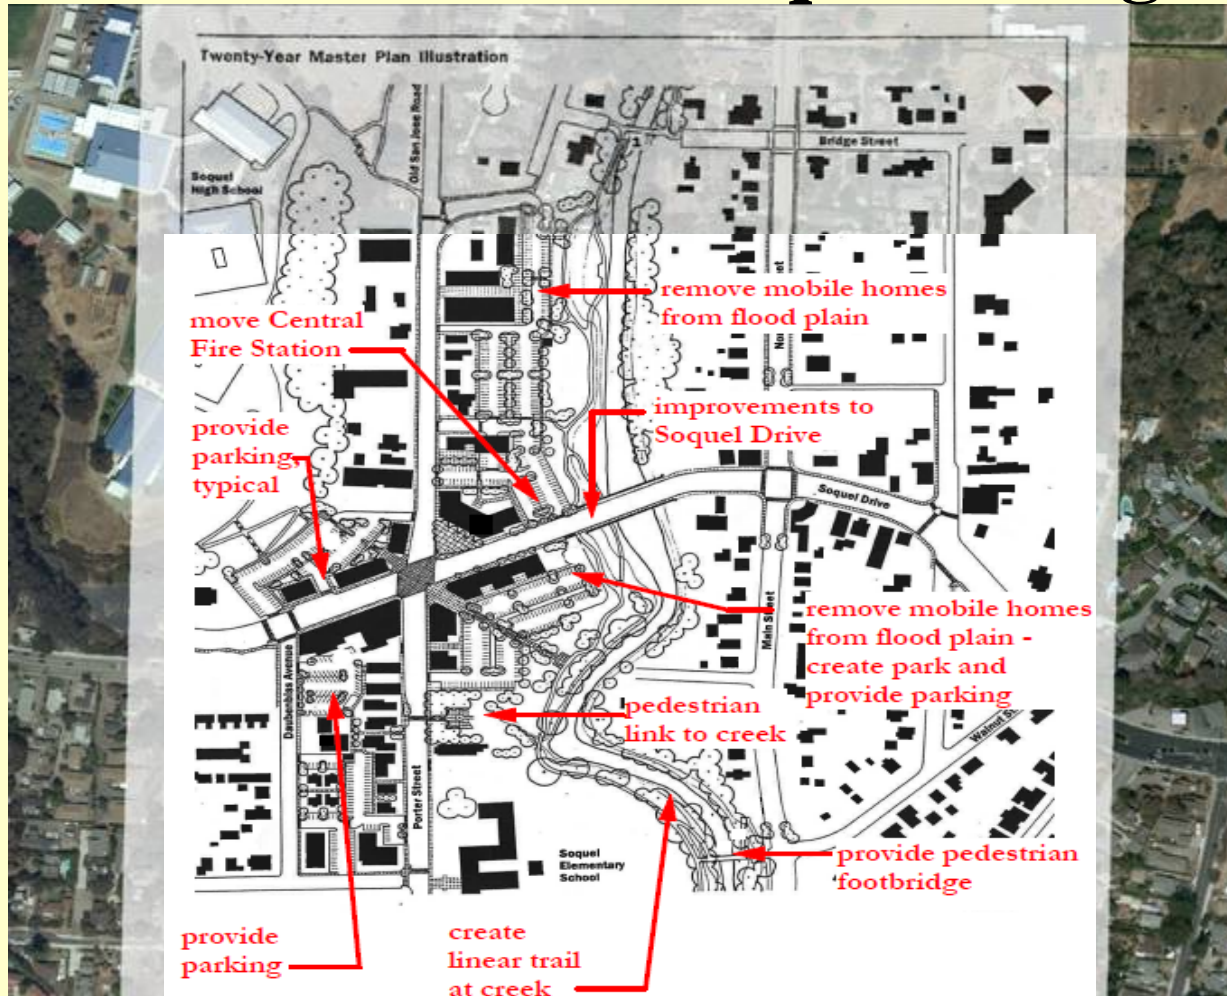 Twenty-Year Master Plan Illustration
Old San Jose Road
1
Bridge Street
Soquel
High School
remove mobile homes
from flood plain
move Central
Fire Station
improvements to
Soquel Drive
provide
parking,
typical
Soquel Drive
Main Street
remove mobile homes
from flood plain -
create park and
provide parking
Daubenbiss Avenue
pedestrian
link to creek
Porter Street
Soquel
Elementary
School
provide pedestrian
footbridge
provide
parking
create
linear trail
at creek